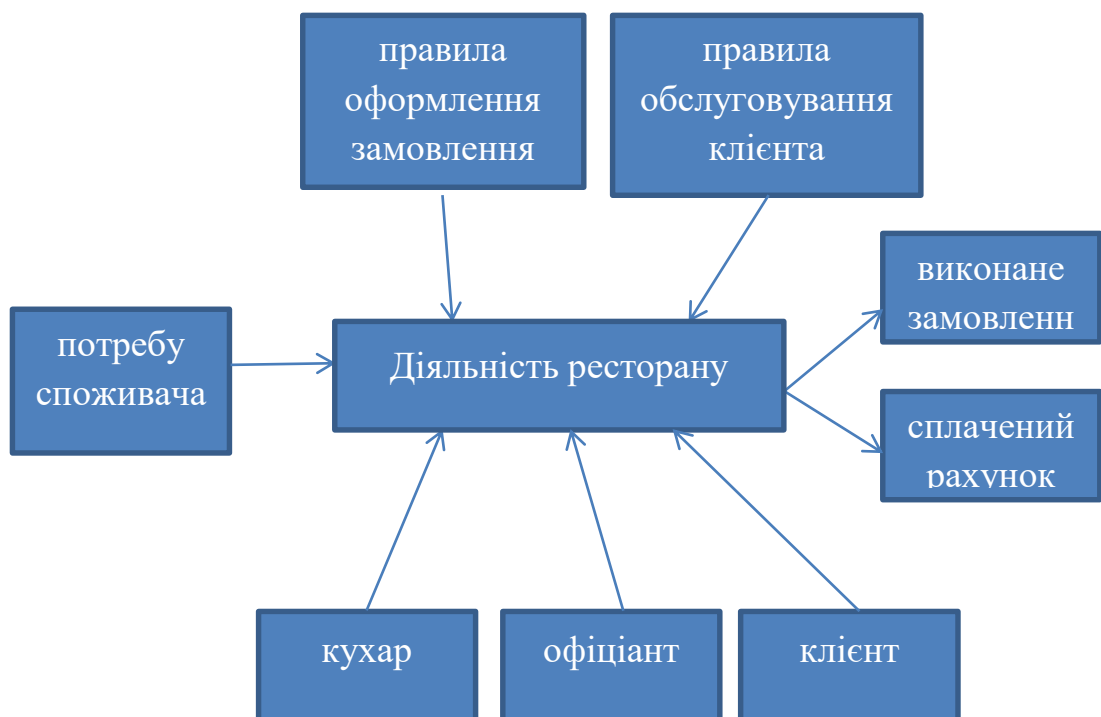 правила
оформлення
замовлення
правила
обслуговування
клієнта
потребу
споживача
Діяльність ресторану
виконане
замовленн
сплачений
рахунок
кухар
офіціант
клієнт